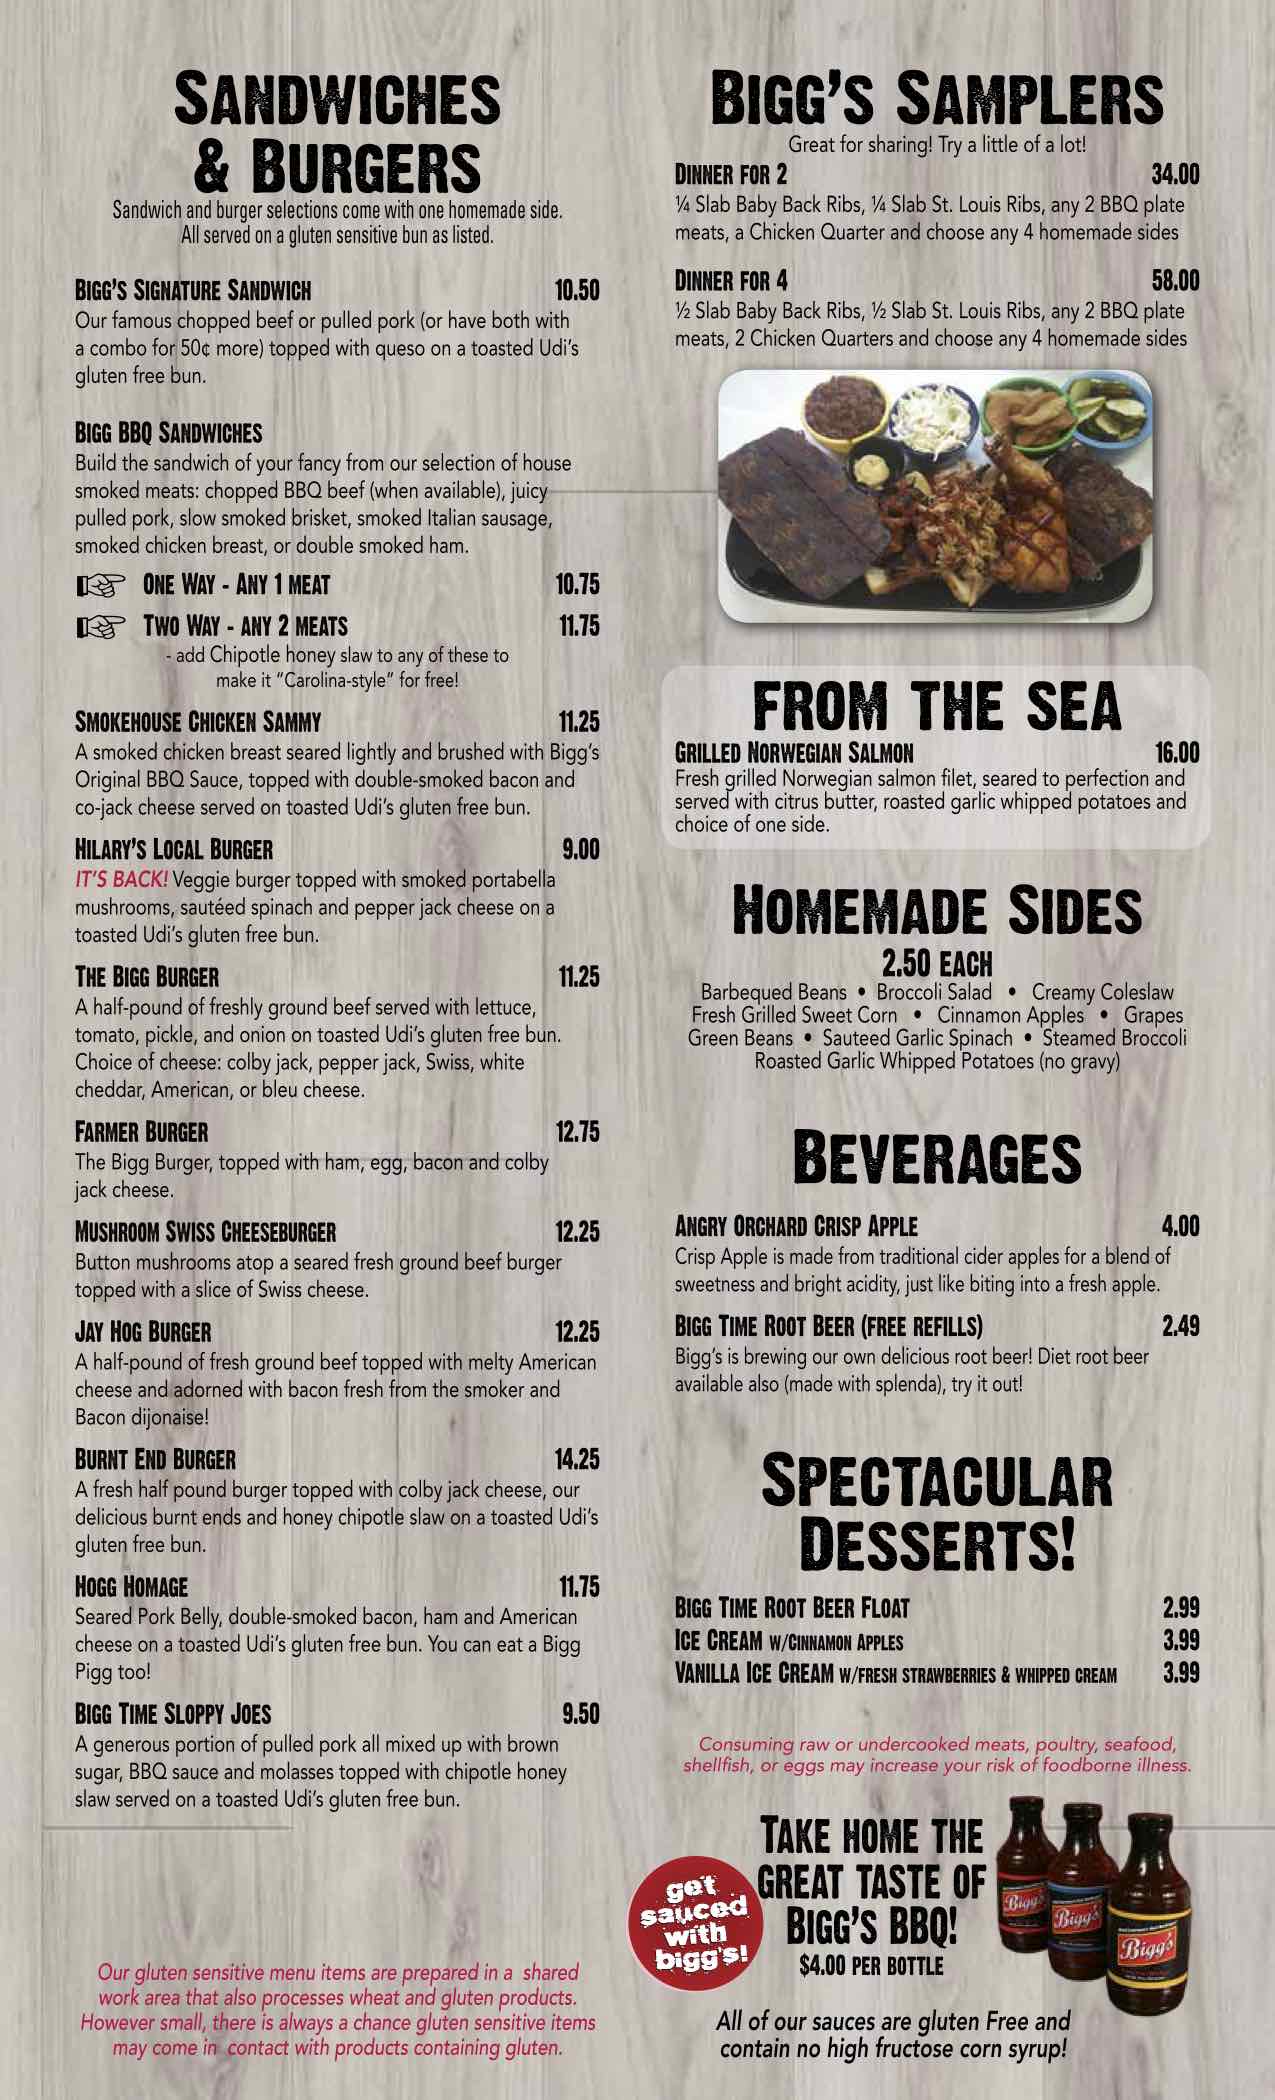 SANDWICHES
& BURGERS
Sandwich and burger selections come with one homemade side.
All served on a gluten sensitive bun as listed.
BIGG'S SIGNATURE SANDWICH 10.50
Our famous chopped beef or pulled pork (or have both with
a combo for 50¢ more) topped with queso on a toasted Udi's
gluten free bun.
BIGG BBQ SANDWICHES
Build the sandwich of your fancy from our selection of house
smoked meats: chopped BBQ beef (when available), juicy
pulled pork, slow smoked brisket, smoked Italian sausage,
smoked chicken breast, or double smoked ham.
ONE WAY - ANY 1 MEAT 10.75
TWO WAY - ANY 2 MEATS 11.75
- add Chipotle honey slaw to any of these to
make it "Carolina-style" for free!
SMOKEHOUSE CHICKEN SAMMY 11.25
A smoked chicken breast seared lightly and brushed with Bigg's
Original BBQ Sauce, topped with double-smoked bacon and
co-jack cheese served on toasted Udi's gluten free bun.
HILARY'S LOCAL BURGER 9.00
IT'S BACK! Veggie burger topped with smoked portabella
mushrooms, sautéed spinach and pepper jack cheese on a
toasted Udi's gluten free bun.
THE BIGG BURGER 11.25
A half-pound of freshly ground beef served with lettuce,
tomato, pickle, and onion on toasted Udi's gluten free bun.
Choice of cheese: colby jack, pepper jack, Swiss, white
cheddar, American, or bleu cheese.
FARMER BURGER 12.75
The Bigg Burger, topped with ham, egg, bacon and colby
jack cheese.
MUSHROOM SWISS CHEESEBURGER 12.25
Button mushrooms atop a seared fresh ground beef burger
topped with a slice of Swiss cheese.
JAY HOG BURGER 12.25
A half-pound of fresh ground beef topped with melty American
cheese and adorned with bacon fresh from the smoker and
Bacon dijonaise!
BURNT END BURGER 14.25
A fresh half pound burger topped with colby jack cheese, our
delicious burnt ends and honey chipotle slaw on a toasted Udi's
gluten free bun.
HOGG HOMAGE 11.75
Seared Pork Belly, double-smoked bacon, ham and American
cheese on a toasted Udi's gluten free bun. You can eat a Bigg
Pigg too!
BIGG TIME SLOPPY JOES 9.50
A generous portion of pulled pork all mixed up with brown
sugar, BBQ sauce and molasses topped with chipotle honey
slaw served on a toasted Udi's gluten free bun.
Our gluten sensitive menu items are prepared in a shared
work area that also processes wheat and gluten products.
However small, there is always a chance gluten sensitive items
may come in contact with products containing gluten.
BIGG'S SAMPLERS
Great for sharing! Try a little of a lot!
DINNER FOR 2 34.00
¼ Slab Baby Back Ribs, ¼ Slab St. Louis Ribs, any 2 BBQ plate
meats, a Chicken Quarter and choose any 4 homemade sides
DINNER FOR 4 58.00
½ Slab Baby Back Ribs, ½ Slab St. Louis Ribs, any 2 BBQ plate
meats, 2 Chicken Quarters and choose any 4 homemade sides
FROM THE SEA
GRILLED NORWEGIAN SALMON 16.00
Fresh grilled Norwegian salmon filet, seared to perfection and
served with citrus butter, roasted garlic whipped potatoes and
choice of one side.
HOMEMADE SIDES
2.50 EACH
Barbequed Beans • Broccoli Salad • Creamy Coleslaw
Fresh Grilled Sweet Corn • Cinnamon Apples • Grapes
Green Beans • Sauteed Garlic Spinach • Steamed Broccoli
Roasted Garlic Whipped Potatoes (no gravy)
BEVERAGES
ANGRY ORCHARD CRISP APPLE 4.00
Crisp Apple is made from traditional cider apples for a blend of
sweetness and bright acidity, just like biting into a fresh apple.
BIGG TIME ROOT BEER (FREE REFILLS) 2.49
Bigg's is brewing our own delicious root beer! Diet root beer
available also (made with splenda), try it out!
SPECTACULAR
DESSERTS!
BIGG TIME ROOT BEER FLOAT 2.99
ICE CREAM W/CINNAMON APPLES 3.99
VANILLA ICE CREAM W/FRESH STRAWBERRIES & WHIPPED CREAM 3.99
Consuming raw or undercooked meats, poultry, seafood,
shellfish, or eggs may increase your risk of foodborne illness.
TAKE HOME THE
GREAT TASTE OF
BIGG'S BBQ!
$4.00 PER BOTTLE
get
sauced
with
bigg's!
Bigg's
Bigg's
Bigg's
All of our sauces are gluten Free and
contain no high fructose corn syrup!